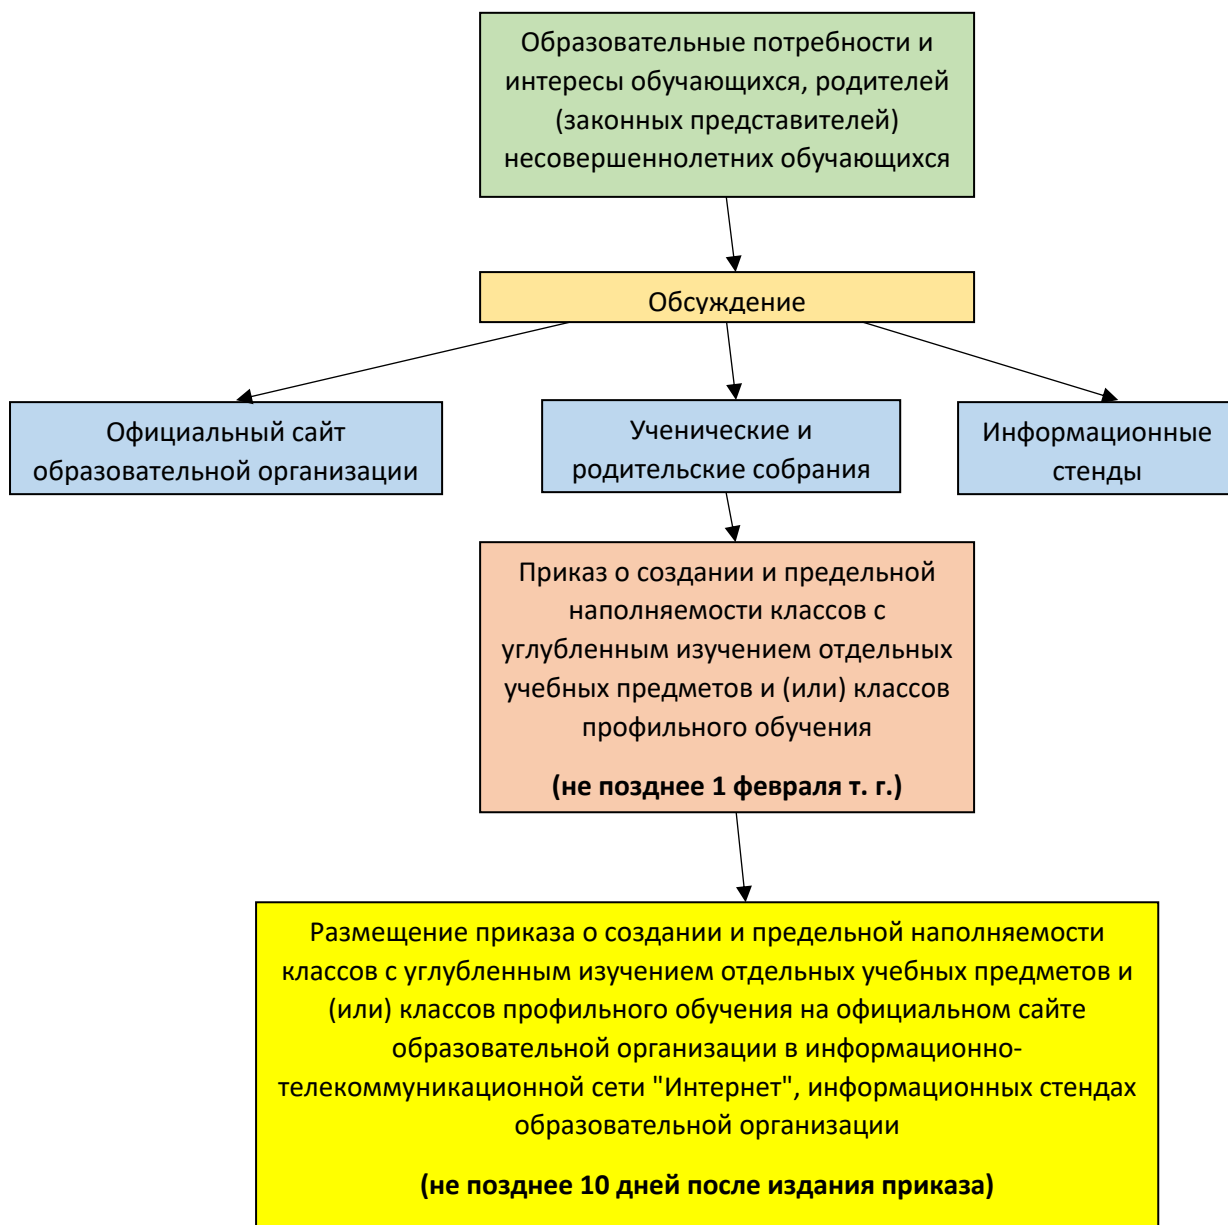 Образовательные потребности и
интересы обучающихся, родителей
(законных представителей)
несовершеннолетних обучающихся
Обсуждение
Официальный сайт
образовательной организации
Ученические и
родительские собрания
Информационные
стенды
Приказ о создании и предельной
наполняемости классов с
углубленным изучением отдельных
учебных предметов и (или) классов
профильного обучения
(не позднее 1 февраля т. г.)
Размещение приказа о создании и предельной наполняемости
классов с углубленным изучением отдельных учебных предметов и
(или) классов профильного обучения на официальном сайте
образовательной организации в информационно-
телекоммуникационной сети "Интернет", информационных стендах
образовательной организации
(не позднее 10 дней после издания приказа)